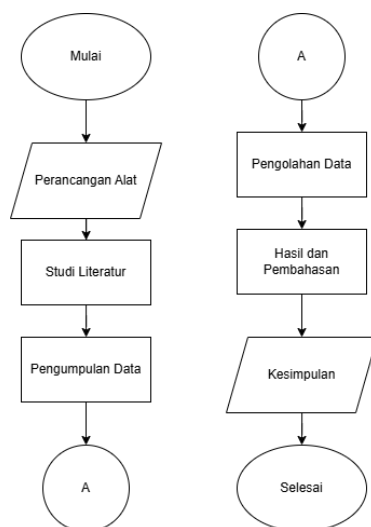 Mulai
Perancangan Alat
Studi Literatur
Pengumpulan Data
A
A
Pengolahan Data
Hasil dan
Pembahasan
Kesimpulan
Selesai